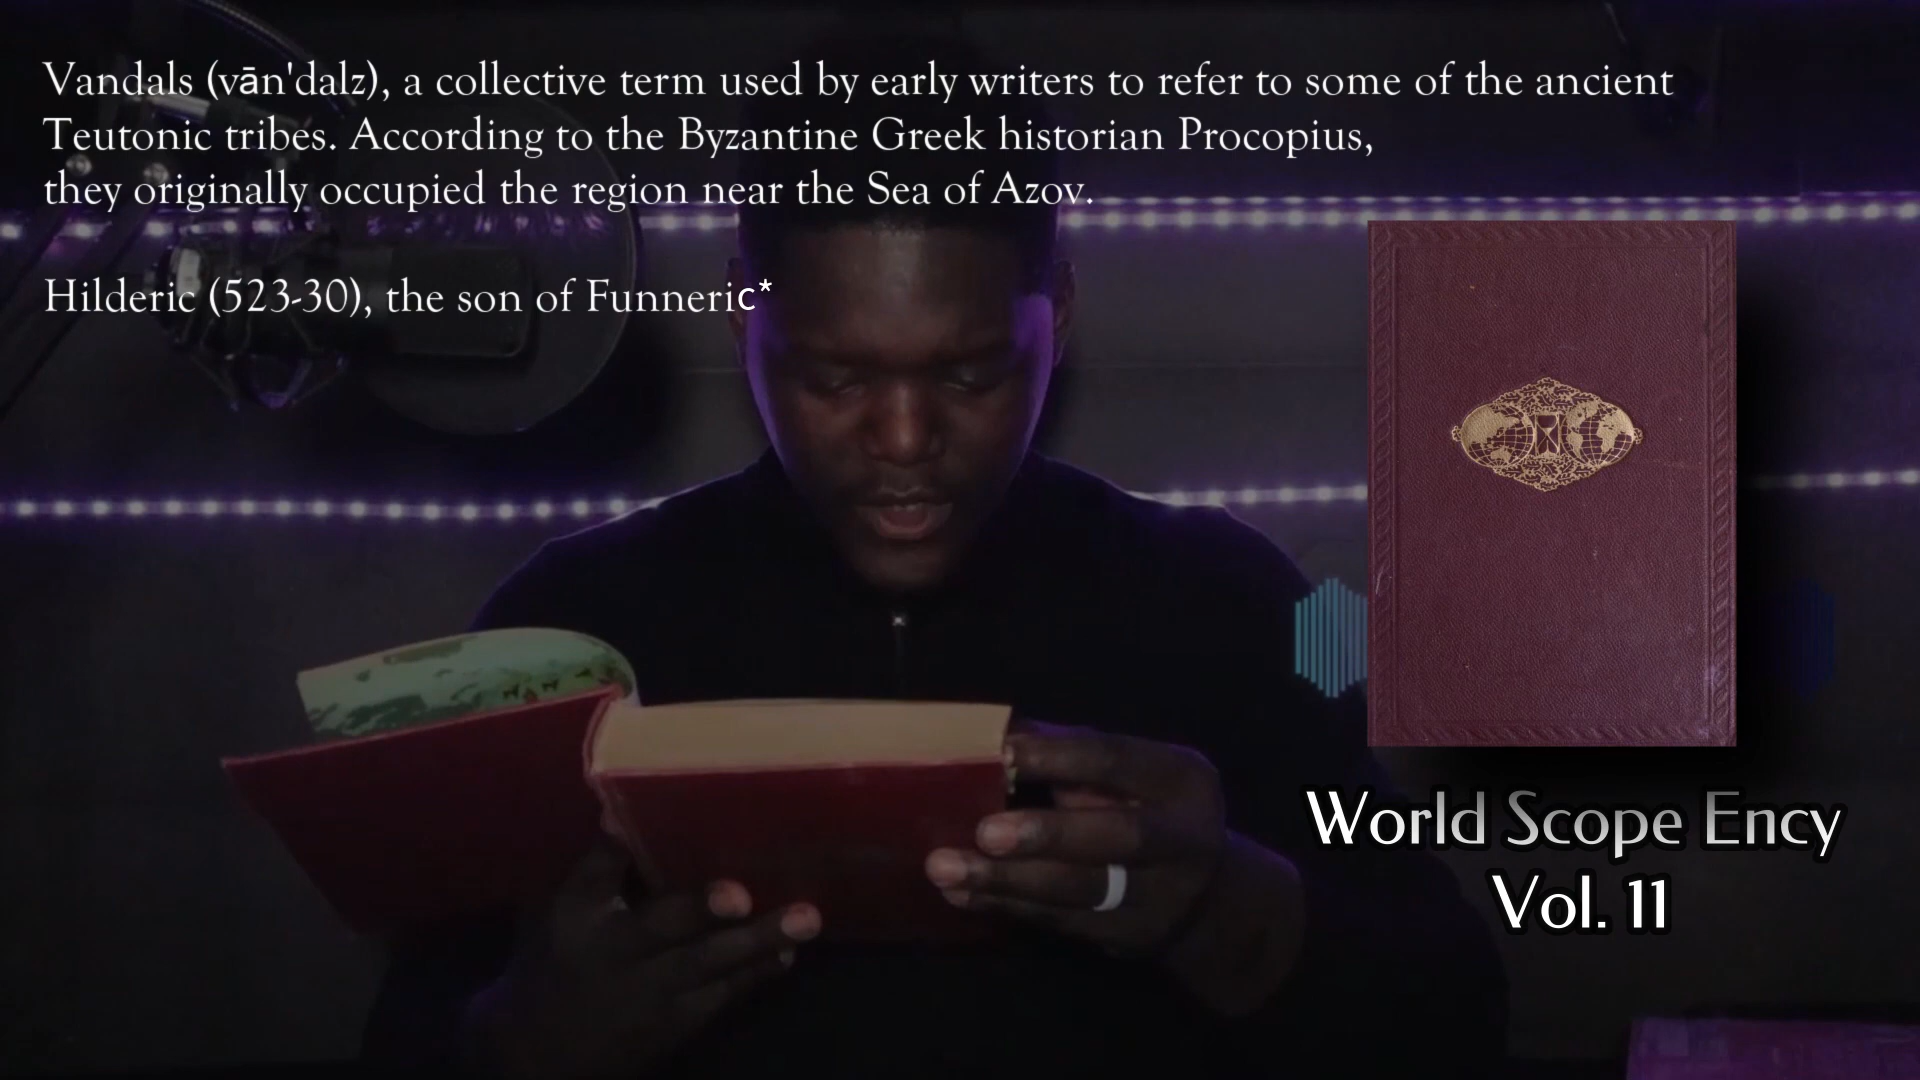 Vandals (vān'dalz), a collective term used by early writers to refer to some of the ancient
Teutonic tribes. According to the Byzantine Greek historian Procopius,
they originally occupied the region near the Sea of Azov.
Hilderic (523-30), the son of Funneric*
World Scope Ency
Vol. 11